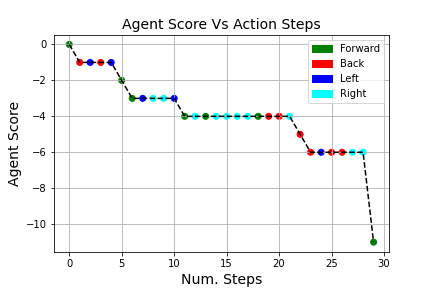 Agent Score Vs Action Steps
Agent Score
0
−2
−4
−6
−8
−10
Forward
Back
Left
Right
0 5 10 15 20 25 30
Num. Steps